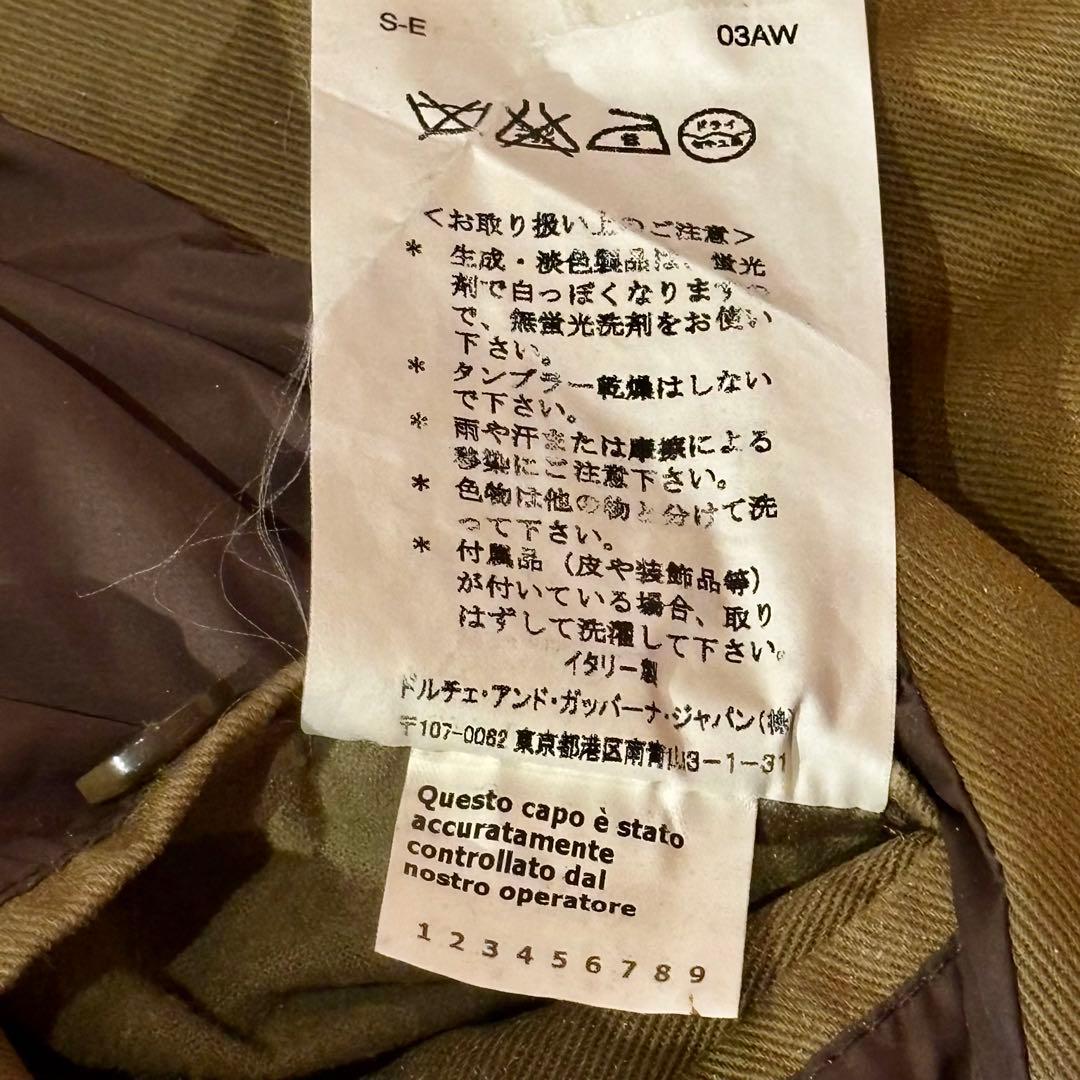 S-E 03AW
ドライ
<お取り扱い上のご注意>
* 生成・淡色製品は、蛍光
剤で白っぽくなりますの
で、無蛍光洗剤をお使い
下さい。
* タンブラー乾燥はしない
で下さい。
* 雨や汗または摩擦による
移染にご注意下さい。
* 色物は他の物と分けて洗
って下さい。
* 付属品(皮や装飾品等)
が付いている場合、取り
はずして洗濯して下さい。
イタリー製
ドルチェ・アンド・ガッバーナ・ジャパン(株)
〒107-0062 東京都港区南青山3-1-31
Questo capo è stato
accuratamente
controllato dal
nostro operatore
1 2 3 4 5 6 7 8 9